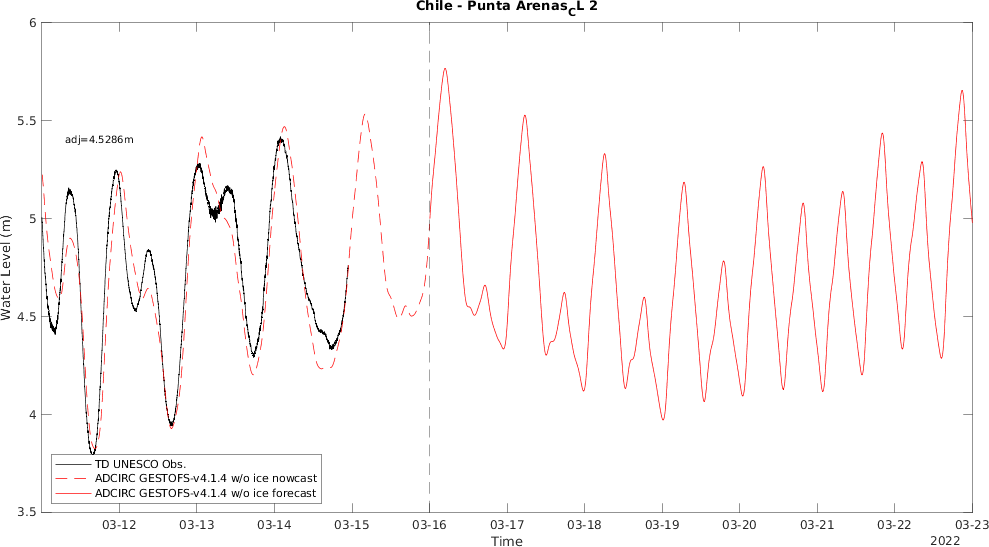 Chile - Punta Arenas_CL 2
6
5.5
adj=4.5286m
5
Water Level (m)
4.5
4
3.5
TD UNESCO Obs.
ADCIRC GESTOFS-v4.1.4 w/o ice nowcast
ADCIRC GESTOFS-v4.1.4 w/o ice forecast
03-12 03-13 03-14 03-15 03-16 03-17 03-18 03-19 03-20 03-21 03-22 03-23
Time
2022